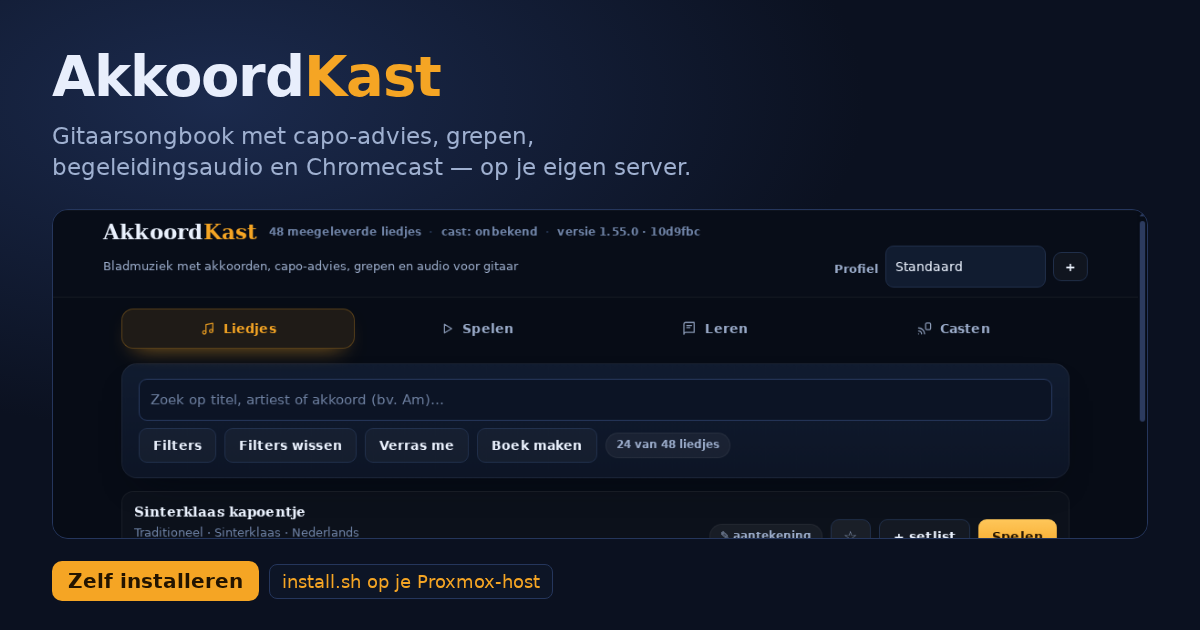 AkkoordKast
Gitaarsongbook met capo-advies, grepen,
begeleidingsaudio en Chromecast — op je eigen server.
AkkoordKast 48 meegeleverde liedjes · cast: onbekend · versie 1.55.0 · 10d9fbc
Bladmuziek met akkoorden, capo-advies, grepen en audio voor gitaar
Profiel Standaard +
Liedjes Spelen Leren Casten
Zoek op titel, artiest of akkoord (bv. Am)...
Filters Filters wissen Verras me Boek maken 24 van 48 liedjes
Sinterklaas kapoentje
Traditioneel · Sinterklaas · Nederlands
✎ aantekening ☆ + setlist Spelen
Zelf installeren install.sh op je Proxmox-host